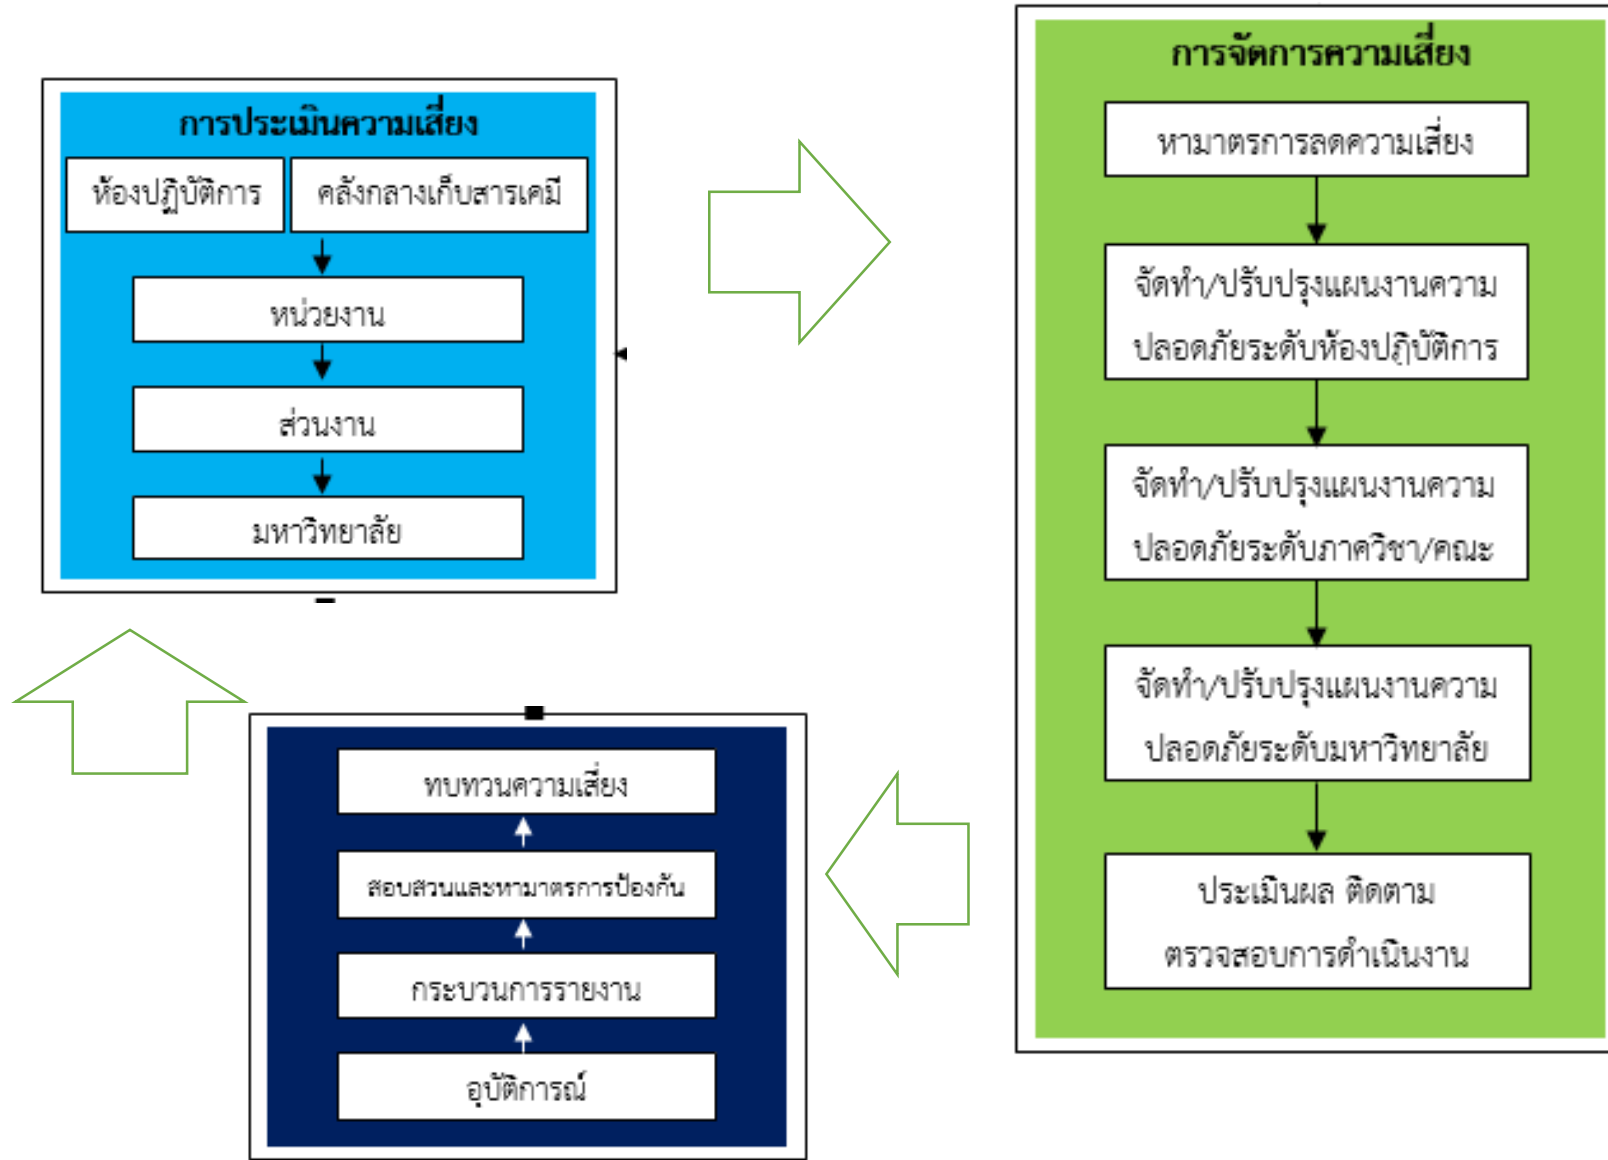 การประเมินความเสี่ยง
ห้องปฏิบัติการ
คลังกลางเก็บสารเคมี
หน่วยงาน
ส่วนงาน
มหาวิทยาลัย
การจัดการความเสี่ยง
หามาตรการลดความเสี่ยง
จัดทำ/ปรับปรุงแผนงานความ
ปลอดภัยระดับห้องปฏิบัติการ
จัดทำ/ปรับปรุงแผนงานความ
ปลอดภัยระดับภาควิชา/คณะ
จัดทำ/ปรับปรุงแผนงานความ
ปลอดภัยระดับมหาวิทยาลัย
ประเมินผล ติดตาม
ตรวจสอบการดำเนินงาน
ทบทวนความเสี่ยง
สอบสวนและหามาตรการป้องกัน
กระบวนการรายงาน
อุบัติการณ์